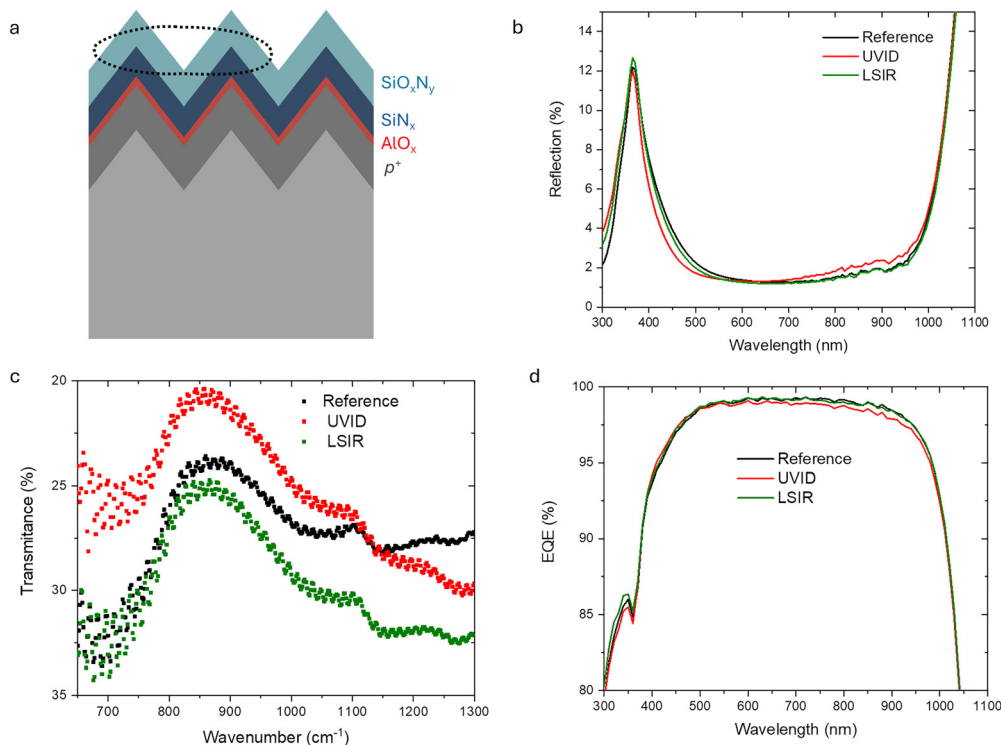 a
SiOxNy
SiNx
AlOx
p+
b
Reflection (%)
14
12
10
8
6
4
2
0
Reference
UVID
LSIR
300 400 500 600 700 800 900 1000 1100
Wavelength (nm)
c
Transmitance (%)
20
25
30
35
Reference
UVID
LSIR
700 800 900 1000 1100 1200 1300
Wavenumber (cm-1)
d
EQE (%)
100
95
90
85
80
Reference
UVID
LSIR
300 400 500 600 700 800 900 1000 1100
Wavelength (nm)